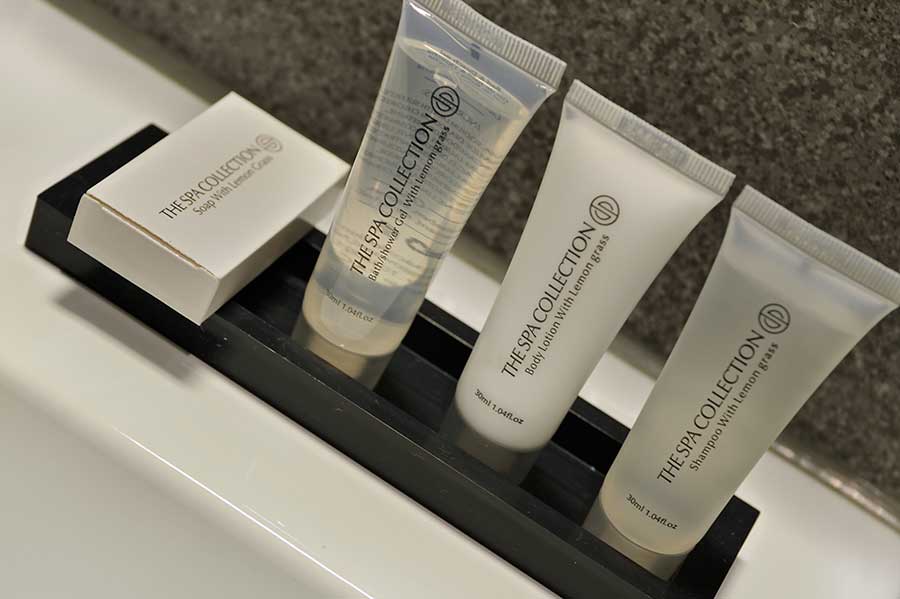 THE SPA COLLECTION
Soap With Lemon Grass
THE SPA COLLECTION
Bath/shower Gel With Lemon grass
30ml 1.04fl.oz
THE SPA COLLECTION
Body Lotion With Lemon grass
30ml 1.04fl.oz
THE SPA COLLECTION
Shampoo With Lemon grass
30ml 1.04fl.oz